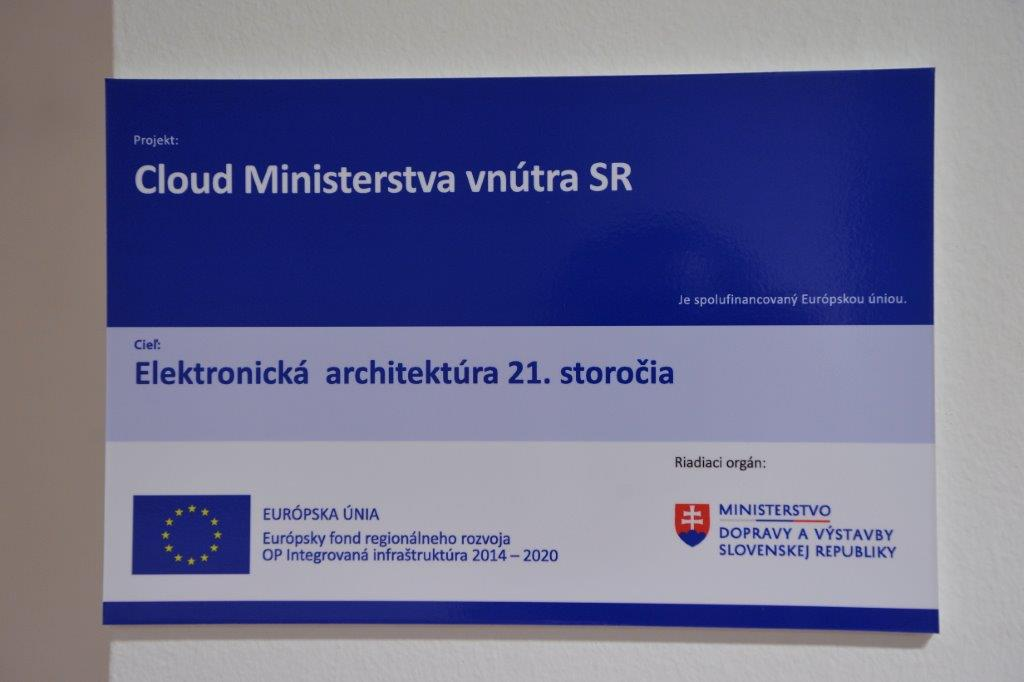 Projekt:
Cloud Ministerstva vnútra SR
Je spolufinancovaný Európskou úniou.
Cieľ:
Elektronická architektúra 21. storočia
Riadiaci orgán:
EURÓPSKA ÚNIA
Európsky fond regionálneho rozvoja
OP Integrovaná infraštruktúra 2014 – 2020
MINISTERSTVO
DOPRAVY A VÝSTAVBY
SLOVENSKEJ REPUBLIKY